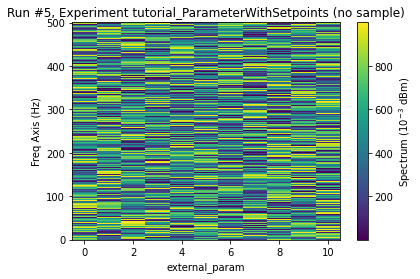 Run #5, Experiment tutorial_ParameterWithSetpoints (no sample)
500
400
300
200
100
0
Freq Axis (Hz)
0 2 4 6 8 10
external_param
800
600
400
200
Spectrum (10⁻³ dBm)